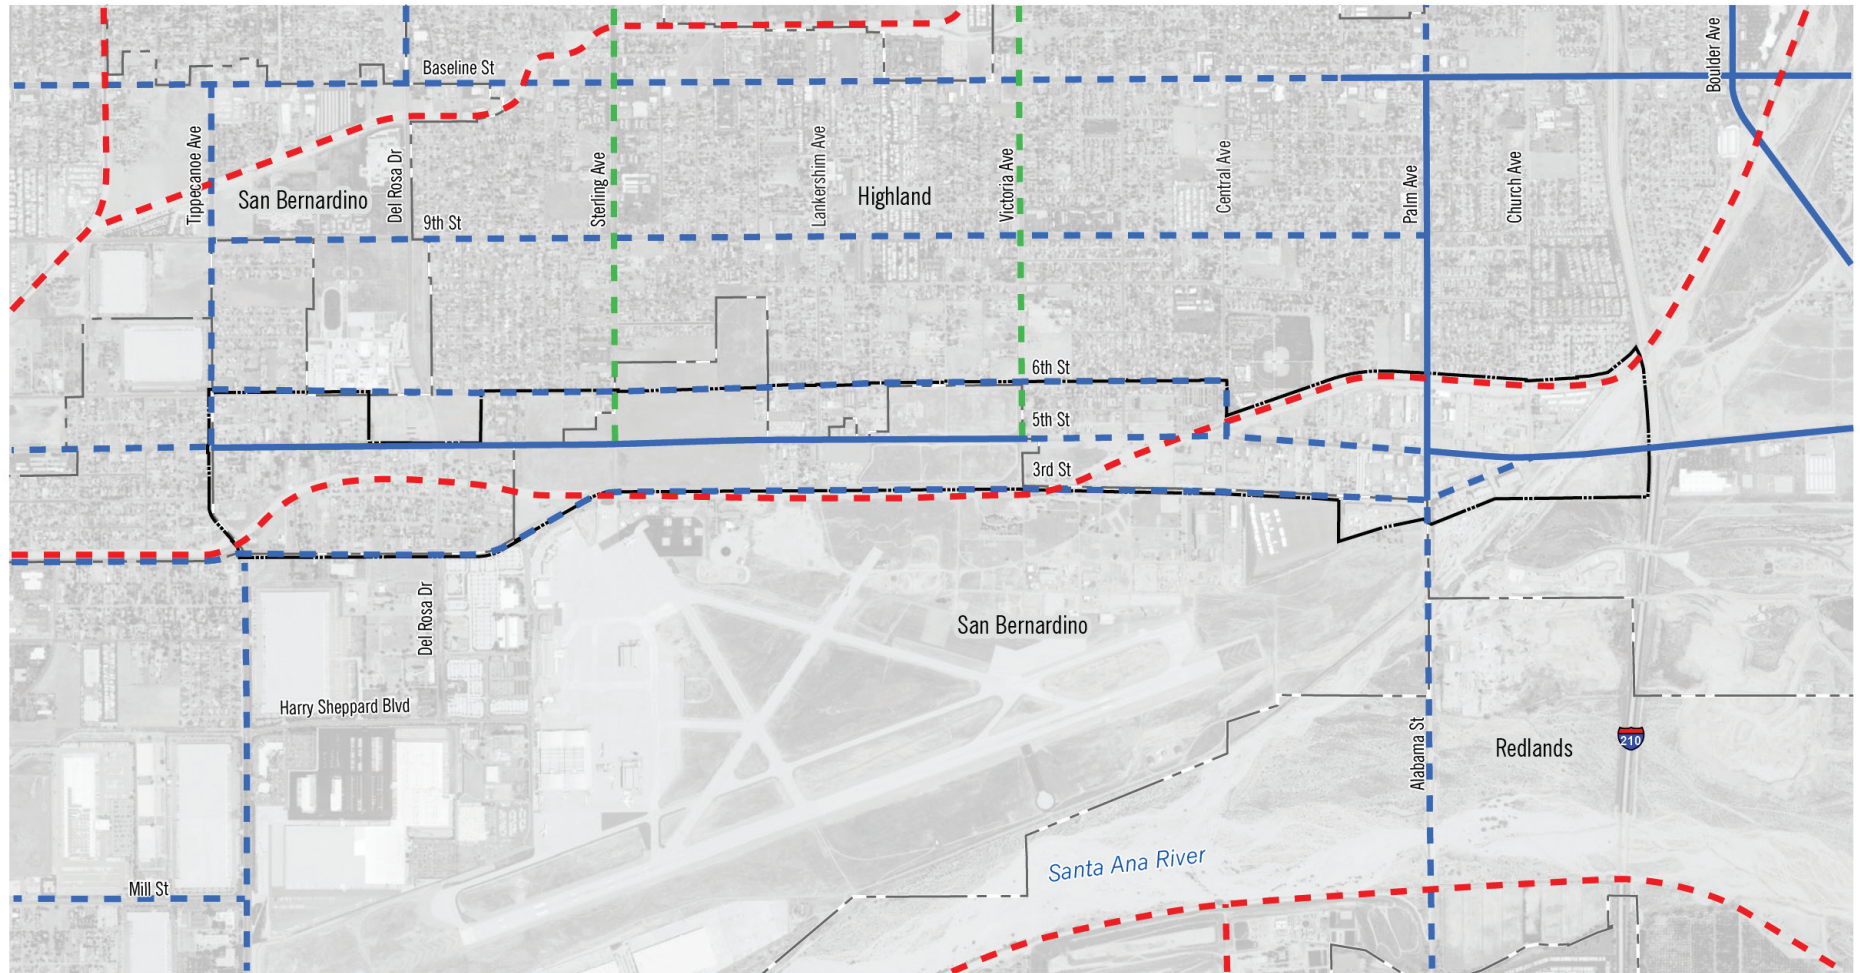 Boulder Ave
Baseline St
Tippecanoe Ave
Del Rosa Dr
Sterling Ave
Lankershim Ave
Victoria Ave
Central Ave
Palm Ave
Church Ave
San Bernardino
Highland
9th St
6th St
5th St
3rd St
Del Rosa Dr
San Bernardino
Harry Sheppard Blvd
Alabama St
Redlands
210
Santa Ana River
Mill St